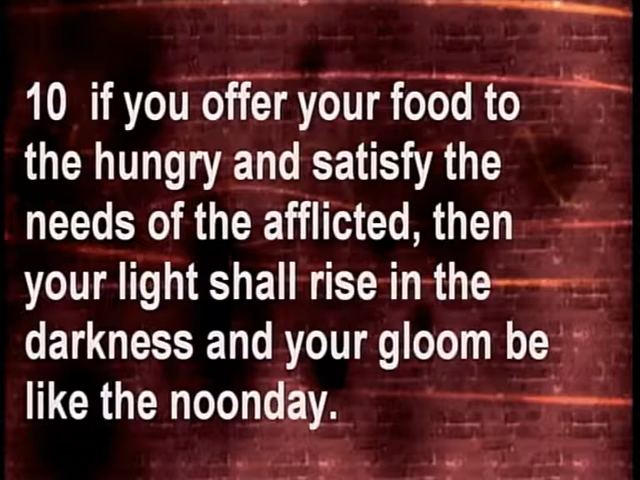 10 if you offer your food to
the hungry and satisfy the
needs of the afflicted, then
your light shall rise in the
darkness and your gloom be
like the noonday.